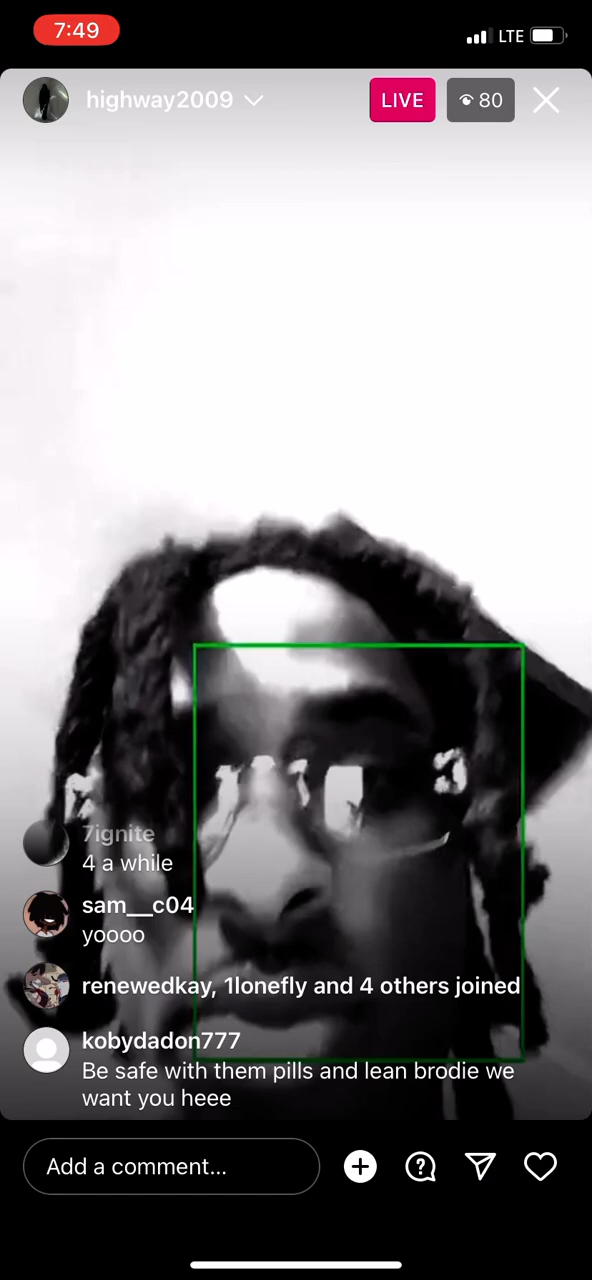 7:49
LTE
highway2009
LIVE
80
7ignite
4 a while
sam__c04
yoooo
renewedkay, 1lonefly and 4 others joined
kobydadon777
Be safe with them pills and lean brodie we
want you heee
Add a comment...